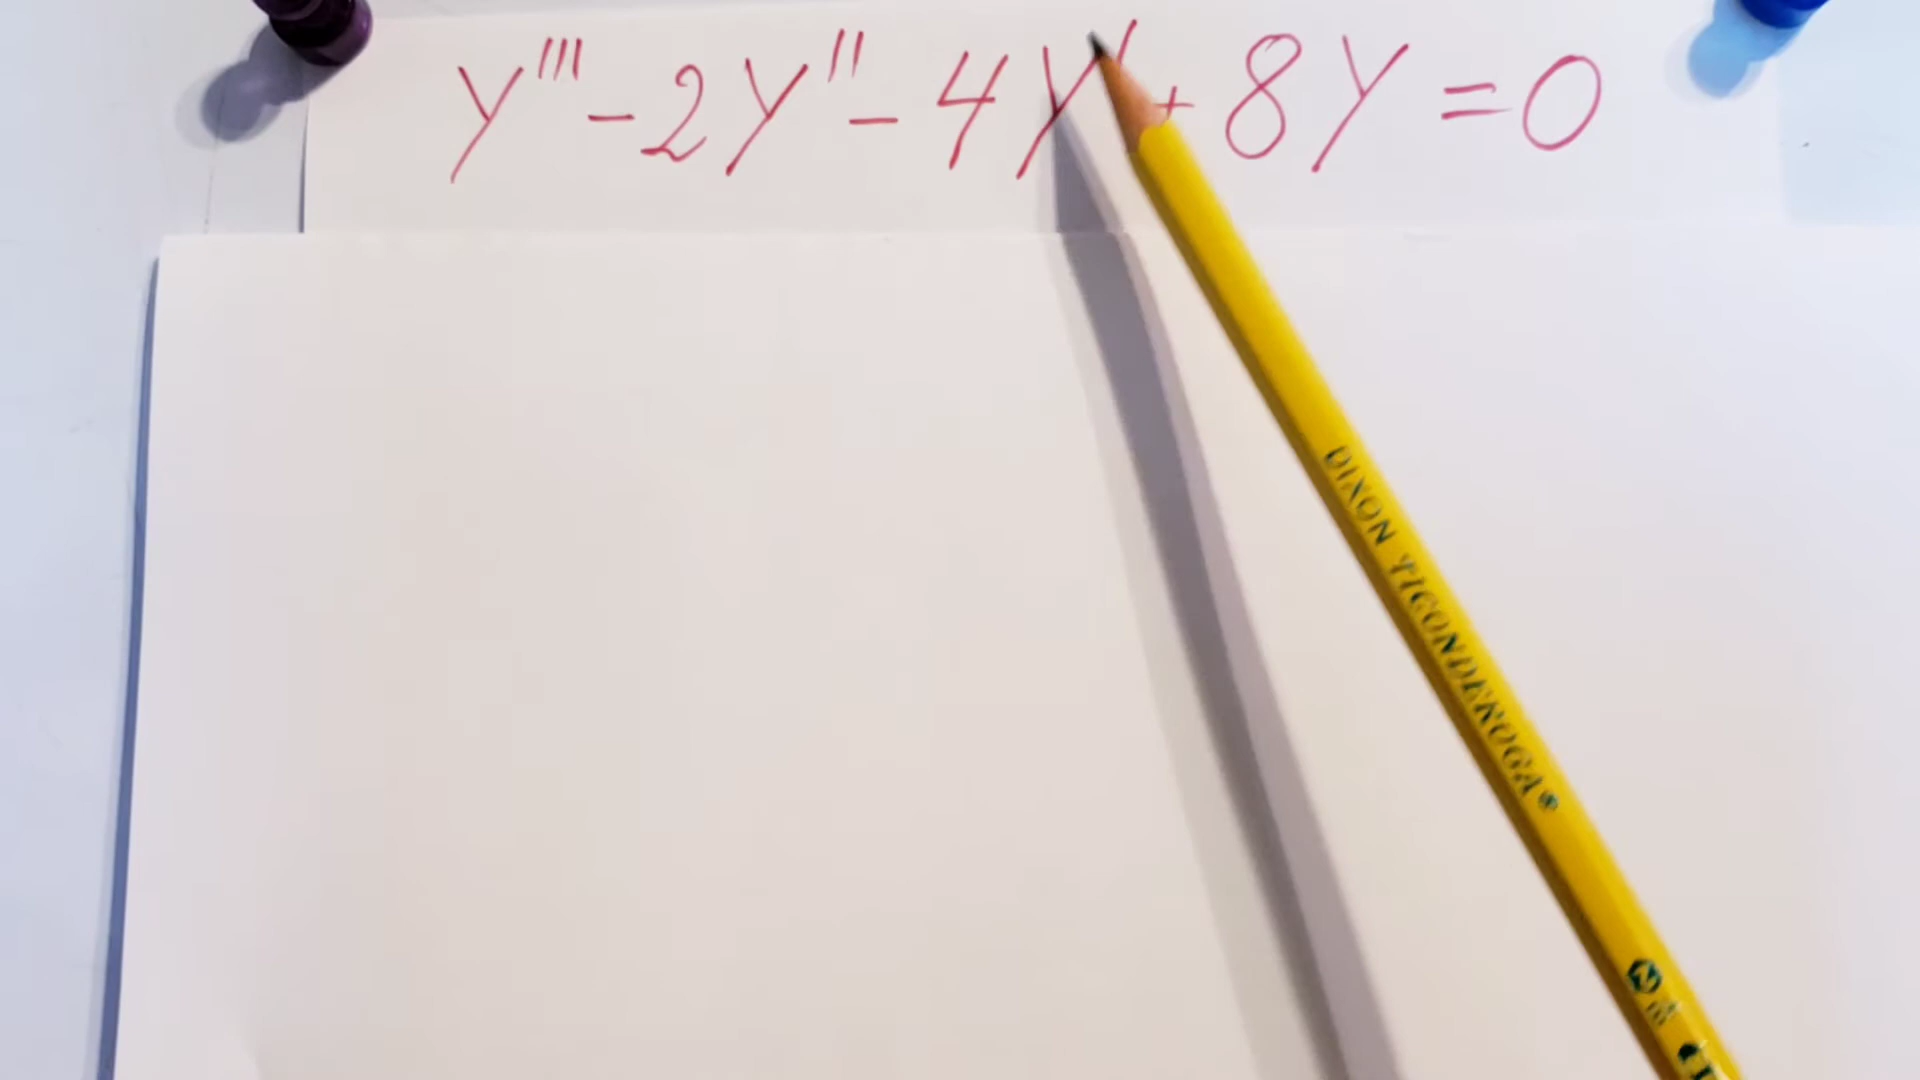 y''' - 2y'' - 4y' + 8y = 0
DIXON TICONDEROGA®